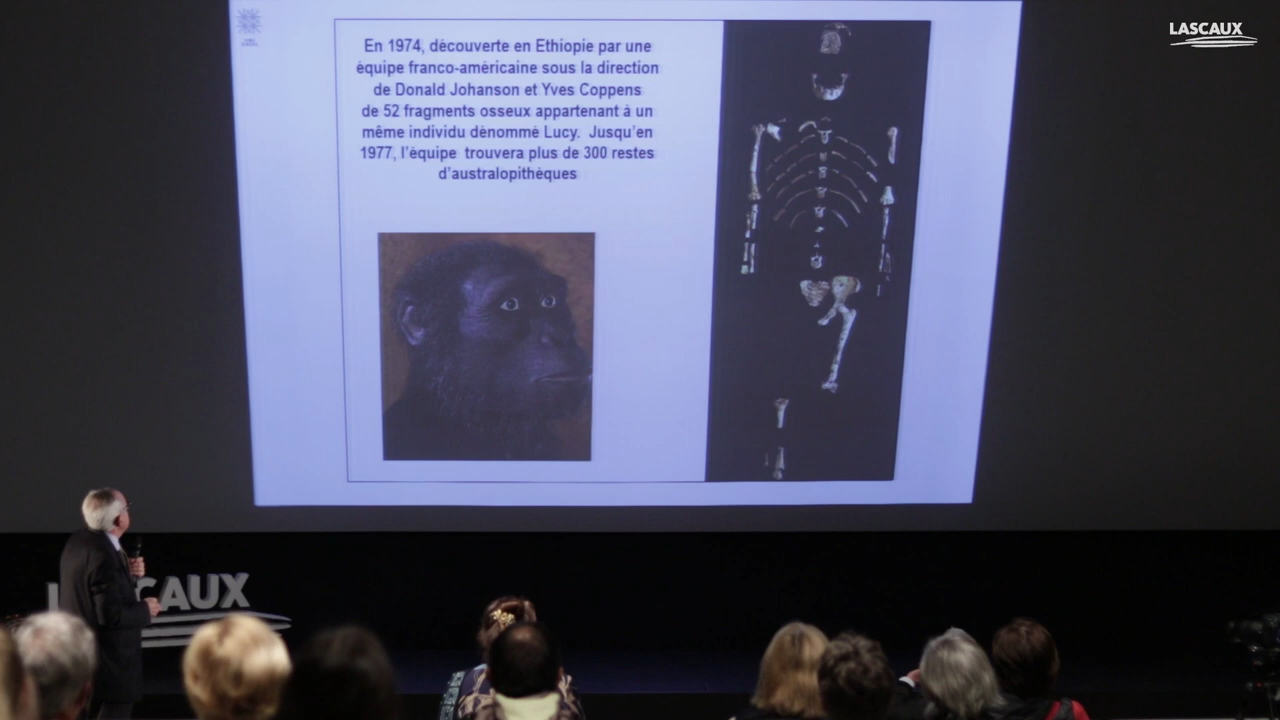 LASCAUX
En 1974, découverte en Ethiopie par une
équipe franco-américaine sous la direction
de Donald Johanson et Yves Coppens
de 52 fragments osseux appartenant à un
même individu dénommé Lucy. Jusqu'en
1977, l'équipe trouvera plus de 300 restes
d'australopithèques
CAUX